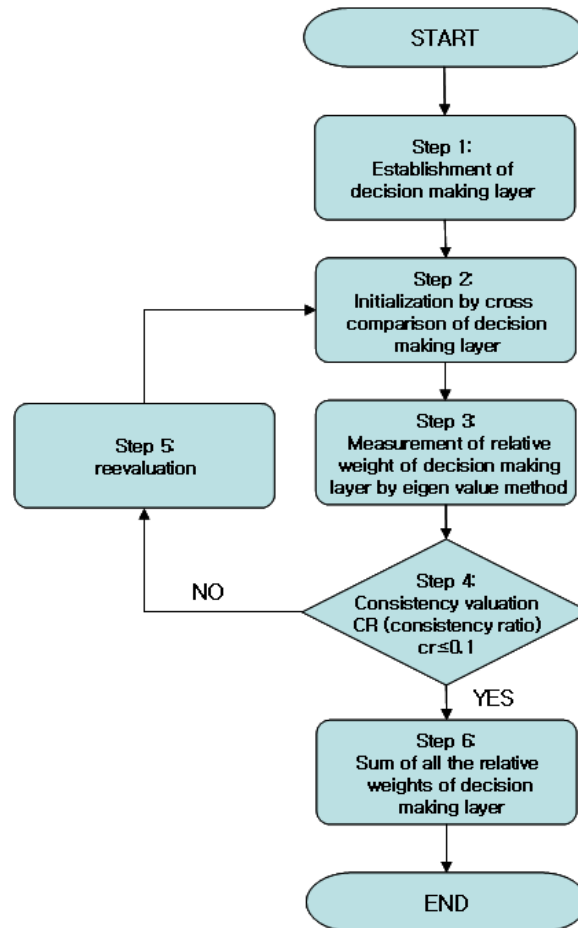 START
Step 1:
Establishment of
decision making layer
Step 2:
Initialization by cross
comparison of decision
making layer
Step 3:
Measurement of relative
weight of decision making
layer by eigen value method
Step 5:
reevaluation
Step 4:
Consistency valuation
CR (consistency ratio)
cr≤0.1
NO
YES
Step 6:
Sum of all the relative
weights of decision
making layer
END